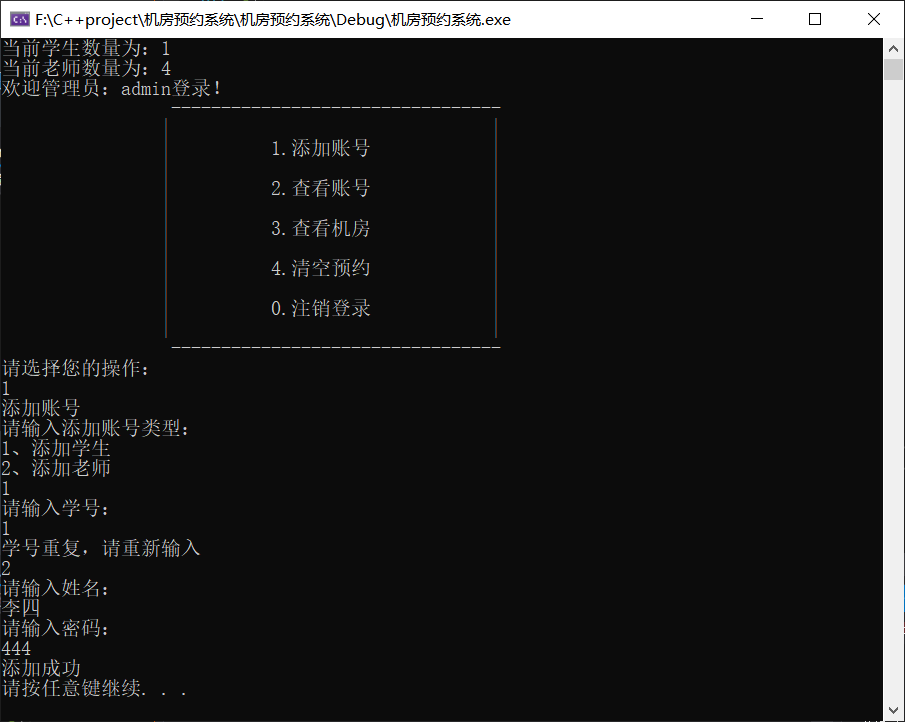 F:\C++project\机房预约系统\机房预约系统\Debug\机房预约系统.exe
当前学生数量为：1
当前老师数量为：4
欢迎管理员：admin登录！
---------------------------------
1.添加账号
2.查看账号
3.查看机房
4.清空预约
0.注销登录
---------------------------------
请选择您的操作：
1
添加账号
请输入添加账号类型：
1、添加学生
2、添加老师
1
请输入学号：
1
学号重复，请重新输入
2
请输入姓名：
李四
请输入密码：
444
添加成功
请按任意键继续. . .